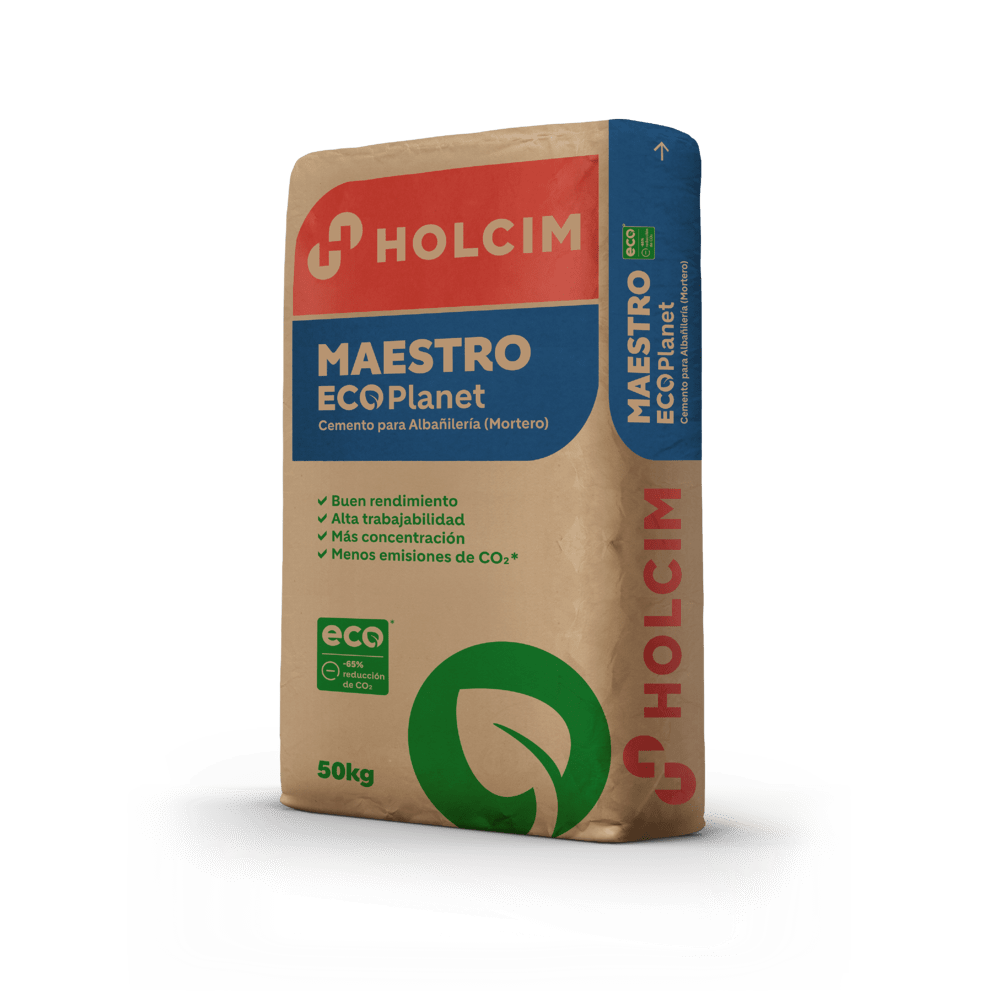 HOLCIM
MAESTRO
ECOPlanet
Cemento para Albañilería (Mortero)
✓ Buen rendimiento
✓ Alta trabajabilidad
✓ Más concentración
✓ Menos emisiones de CO₂*
eco*
-65%
reducción
de CO₂
50kg
eco
MAESTRO
ECOPlanet
Cemento para Albañilería (Mortero)
HOLCIM